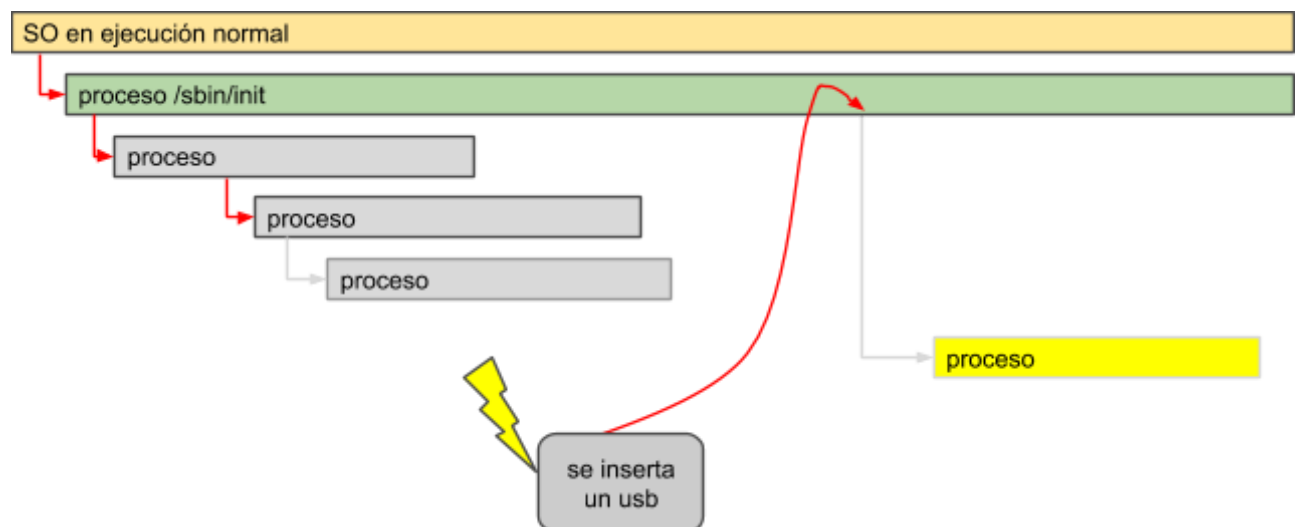 SO en ejecución normal
proceso /sbin/init
proceso
proceso
proceso
proceso
se inserta
un usb